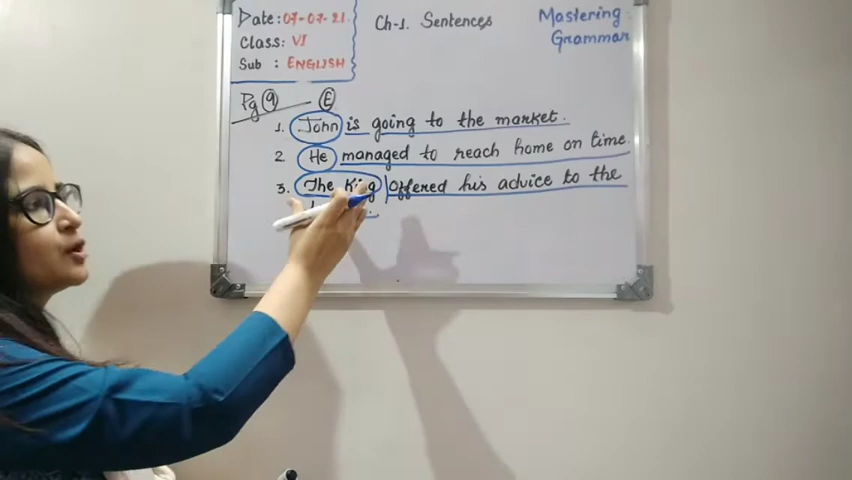 Date: 07-07-21
Class: VI
Sub : ENGLISH
Ch-1. Sentences
Mastering
Grammar
Pg 9 E
1. John is going to the market.
2. He managed to reach home on time.
3. The King offered his advice to the